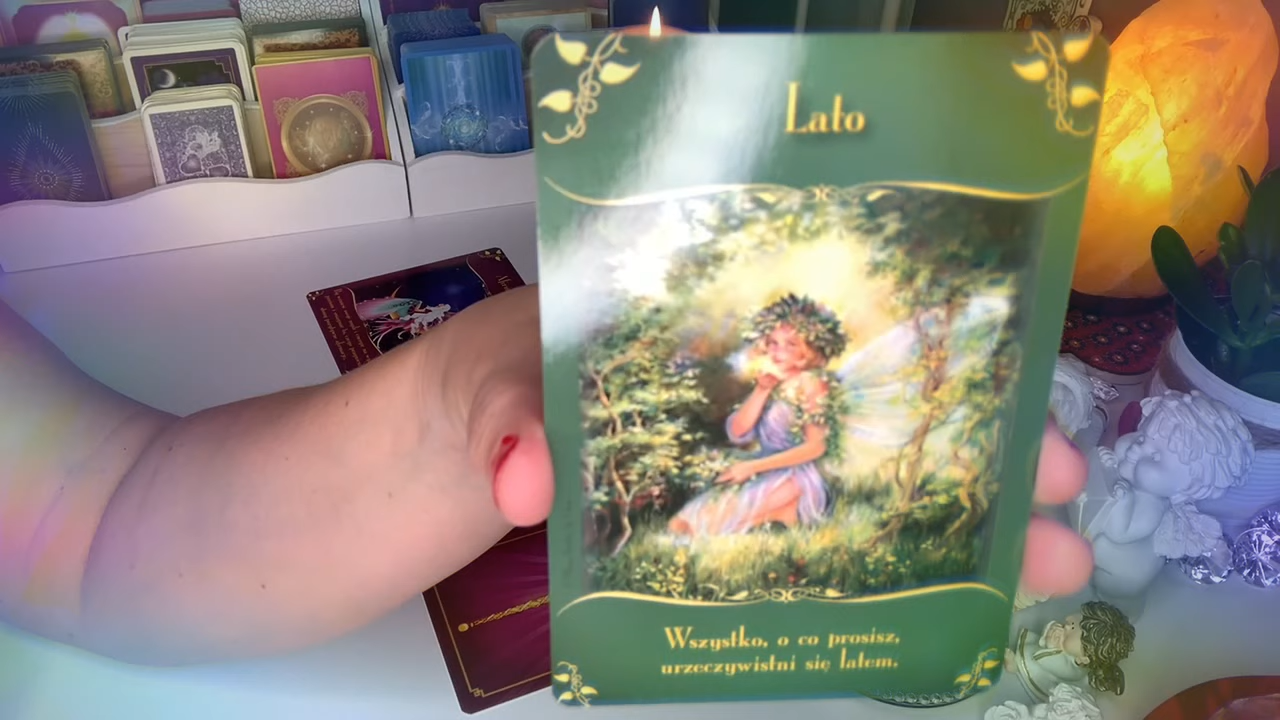 Lato
Wszystko, o co prosisz,
urzeczywistni się latem.